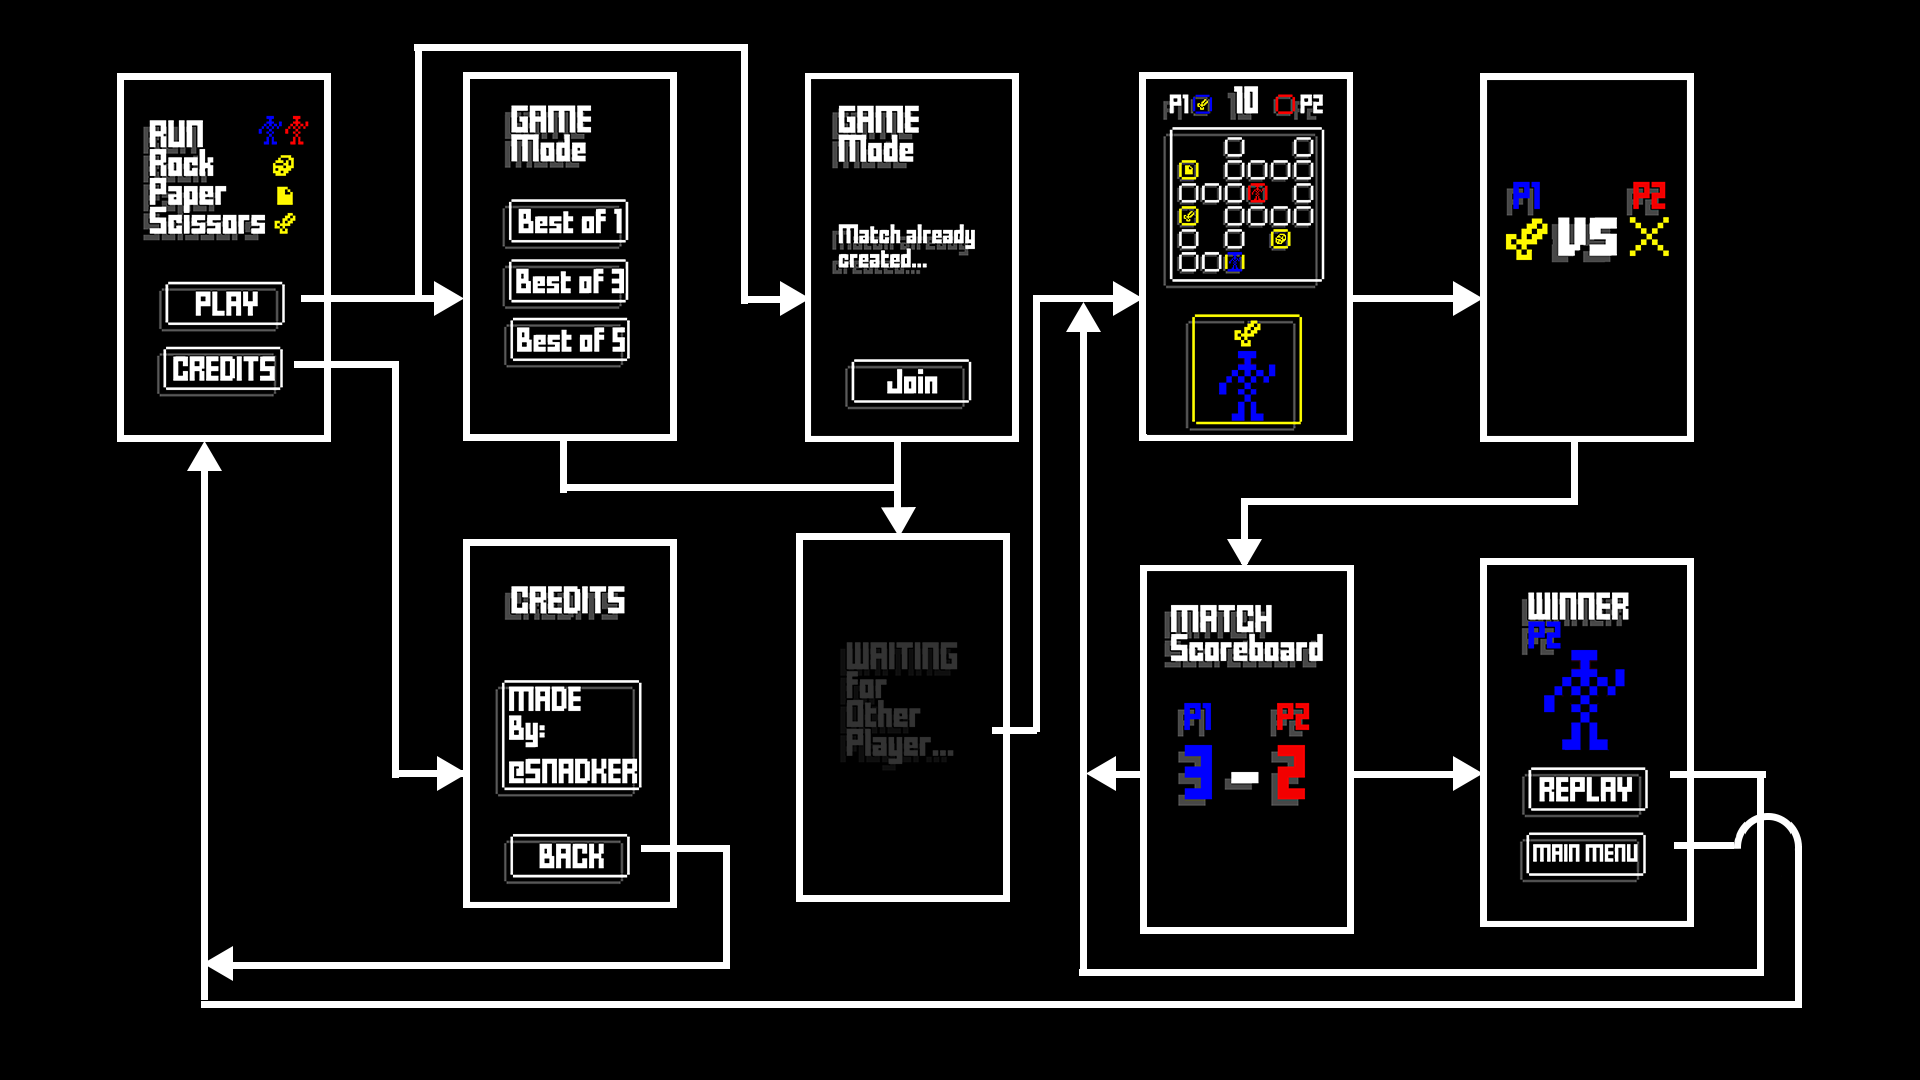 RUN
Rock
Paper
Scissors
PLAY
CREDITS
GAME
Mode
Best of 1
Best of 3
Best of 5
GAME
Mode
Match already
created...
Join
P1 10 P2
P1 P2
VS
CREDITS
MADE
By:
@SNADKER
BACK
WAITING
For
Other
Player...
MATCH
Scoreboard
P1 P2
3 - 2
WINNER
P2
REPLAY
MAIN MENU